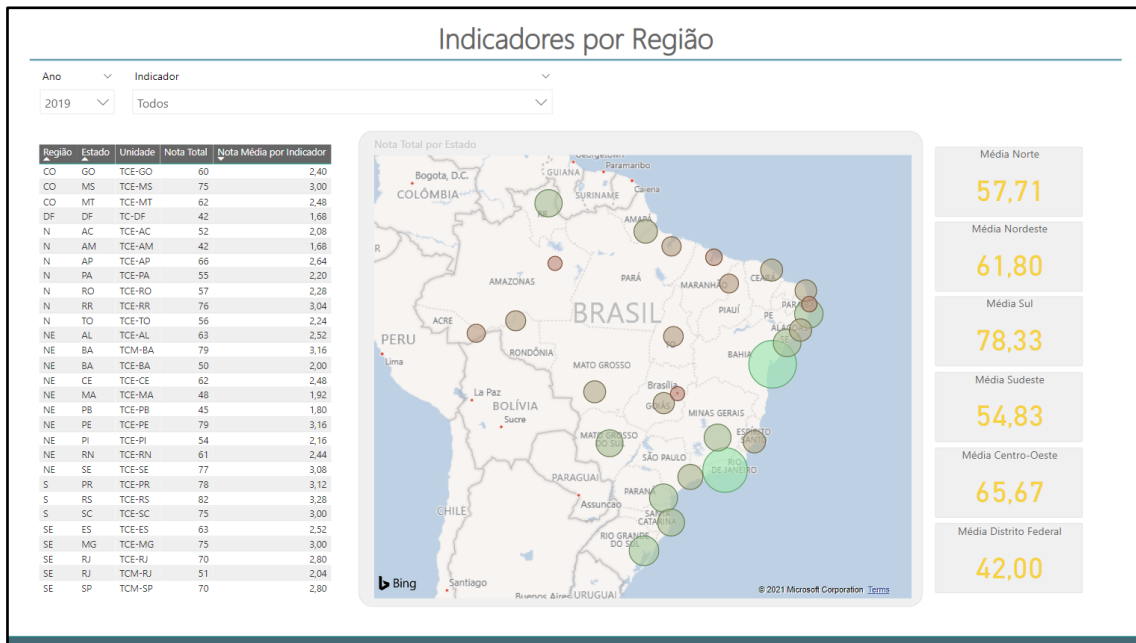 Indicadores por Região
Ano Indicador
2019 Todos
Região Estado Unidade Nota Total Nota Média por Indicador
CO GO TCE-GO 60 2,40
CO MS TCE-MS 75 3,00
CO MT TCE-MT 62 2,48
DF DF TC-DF 42 1,68
N AC TCE-AC 52 2,08
N AM TCE-AM 42 1,68
N AP TCE-AP 66 2,64
N PA TCE-PA 55 2,20
N RO TCE-RO 57 2,28
N RR TCE-RR 76 3,04
N TO TCE-TO 56 2,24
NE AL TCE-AL 63 2,52
NE BA TCM-BA 79 3,16
NE BA TCE-BA 50 2,00
NE CE TCE-CE 62 2,48
NE MA TCE-MA 48 1,92
NE PB TCE-PB 45 1,80
NE PE TCE-PE 79 3,16
NE PI TCE-PI 54 2,16
NE RN TCE-RN 61 2,44
NE SE TCE-SE 77 3,08
S PR TCE-PR 78 3,12
S RS TCE-RS 82 3,28
S SC TCE-SC 75 3,00
SE ES TCE-ES 63 2,52
SE MG TCE-MG 75 3,00
SE RJ TCE-RJ 70 2,80
SE RJ TCM-RJ 51 2,04
SE SP TCM-SP 70 2,80
Nota Total por Estado
Paramaribo
Bogota, D.C.
GUIANA
COLÔMBIA
SURINAME
Caiena
RR
AMAPÁ
AMAZONAS
PARÁ
MARANHÃO
CEARÁ
BRASIL
PIAUÍ
PE
ALAGOAS
SE
ACRE
TO
PERU
Lima
RONDÔNIA
MATO GROSSO
BAHIA
La Paz
Brasília
BOLÍVIA
GOIÁS
Sucre
MINAS GERAIS
MATO GROSSO
DO SUL
ESPÍRITO
SANTO
SÃO PAULO
RIO
DE JANEIRO
PARAGUAI
PARANÁ
Assuncao
CHILE
SANTA
CATARINA
RIO GRANDE
DO SUL
Santiago
Buenos Aires
URUGUAI
Bing
© 2021 Microsoft Corporation Terms
Média Norte
57,71
Média Nordeste
61,80
Média Sul
78,33
Média Sudeste
54,83
Média Centro-Oeste
65,67
Média Distrito Federal
42,00